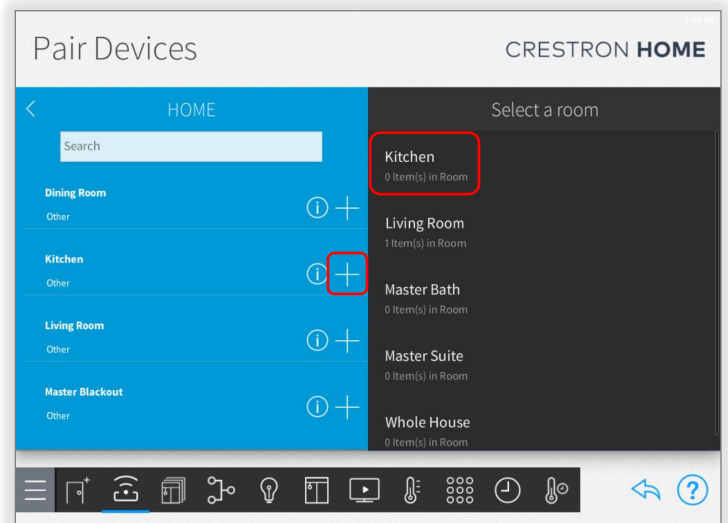 Pair Devices
CRESTRON HOME
HOME
Search
Dining Room
Other
Kitchen
Other
Living Room
Other
Master Blackout
Other
Select a room
Kitchen
0 Item(s) in Room
Living Room
1 Item(s) in Room
Master Bath
0 Item(s) in Room
Master Suite
0 Item(s) in Room
Whole House
0 Item(s) in Room